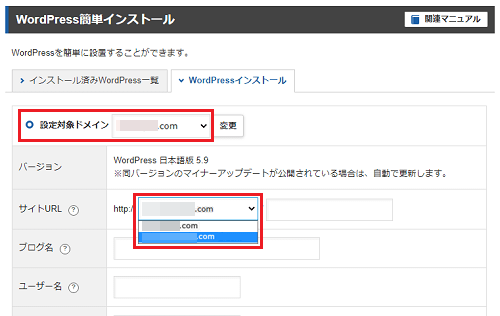 WordPress簡単インストール
関連マニュアル
WordPressを簡単に設置することができます。
インストール済みWordPress一覧
WordPressインストール
設定対象ドメイン .com 変更
バージョン
WordPress 日本語版 5.9
※同バージョンのマイナーアップデートが公開されている場合は、自動で更新します。
サイトURL ? http:/ .com
.com
.com
ブログ名 ?
ユーザー名 ?